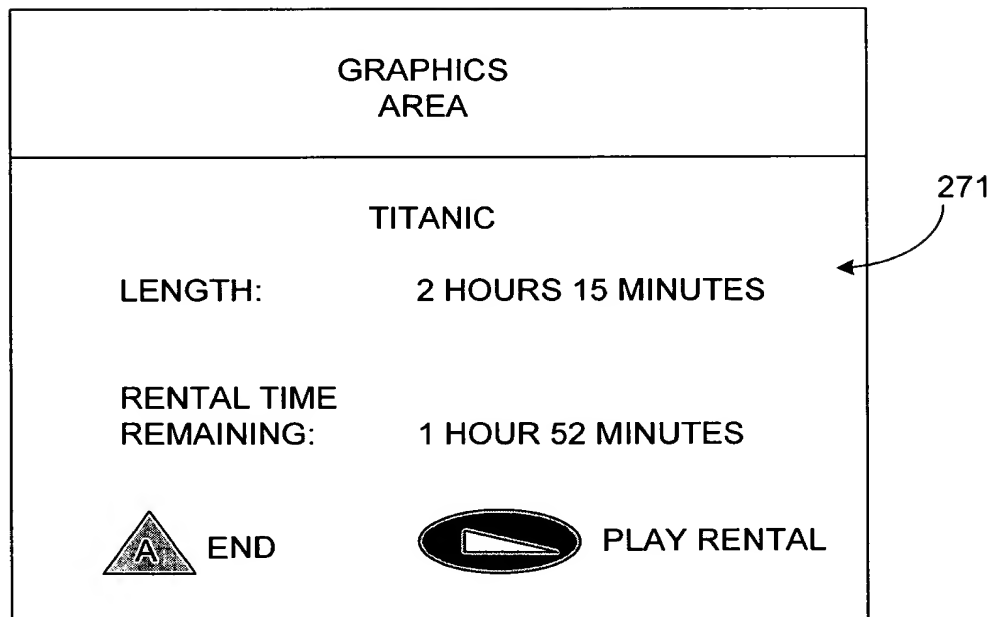 GRAPHICS
AREA
271
TITANIC
LENGTH: 2 HOURS 15 MINUTES
RENTAL TIME
REMAINING: 1 HOUR 52 MINUTES
A END PLAY RENTAL